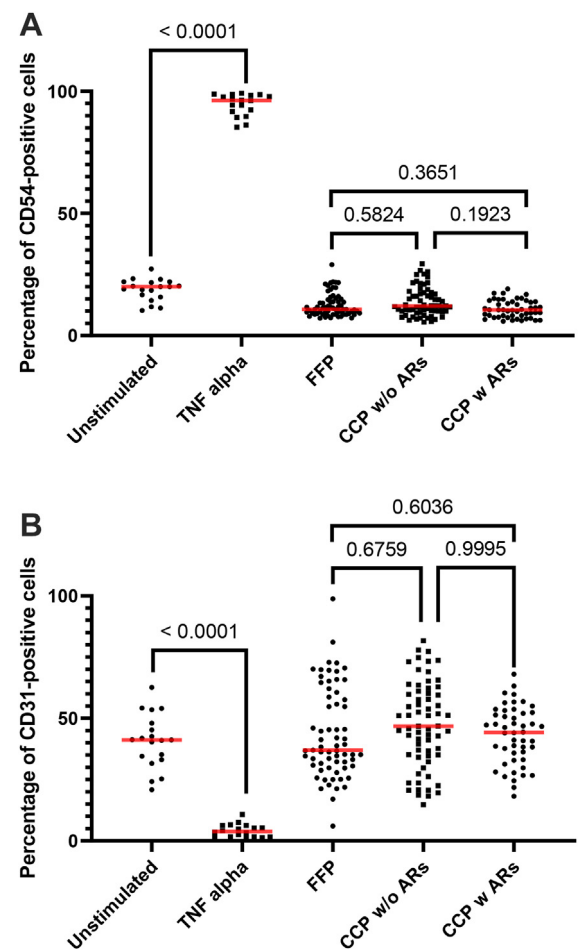 A
Percentage of CD54-positive cells
< 0.0001
0.3651
0.5824
0.1923
100
50
0
Unstimulated
TNF alpha
FFP
CCP w/o ARs
CCP w ARs
B
Percentage of CD31-positive cells
0.6036
0.6759
0.9995
< 0.0001
100
50
0
Unstimulated
TNF alpha
FFP
CCP w/o ARs
CCP w ARs